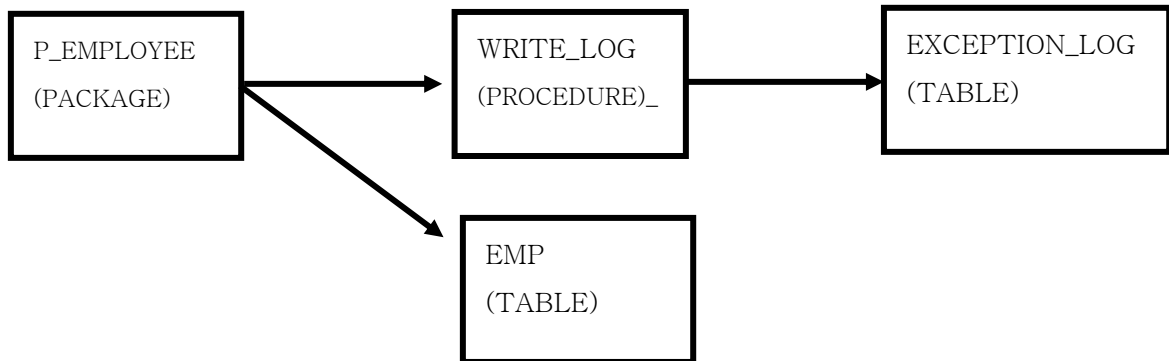 P_EMPLOYEE
(PACKAGE)
WRITE_LOG
(PROCEDURE)_
EXCEPTION_LOG
(TABLE)
EMP
(TABLE)